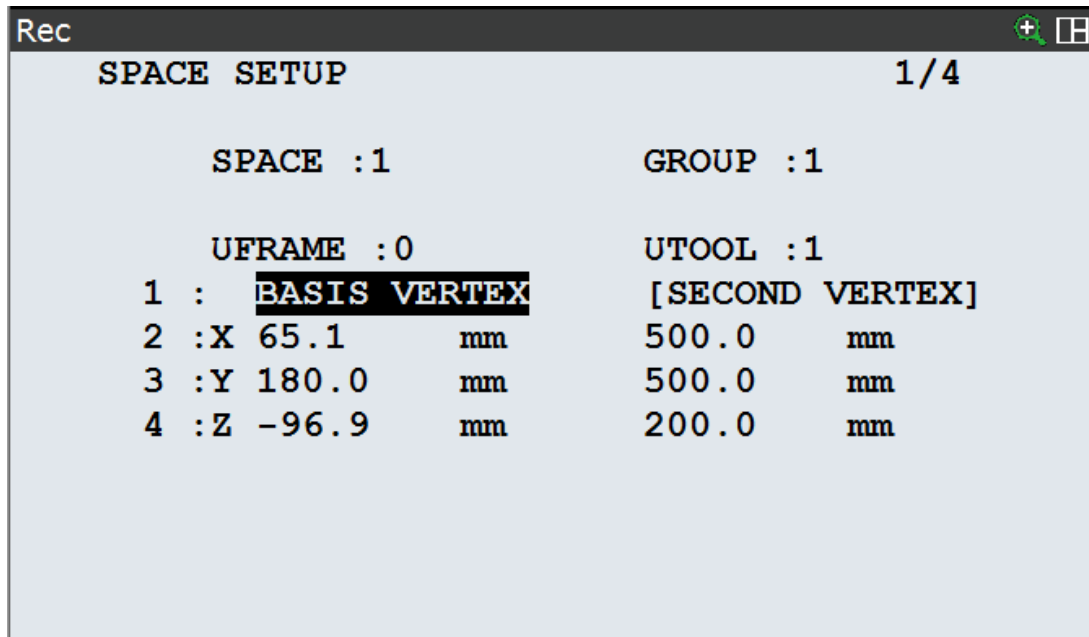 Rec
SPACE SETUP 1/4
SPACE :1 GROUP :1
UFRAME :0 UTOOL :1
1 : BASIS VERTEX [SECOND VERTEX]
2 :X 65.1 mm 500.0 mm
3 :Y 180.0 mm 500.0 mm
4 :Z -96.9 mm 200.0 mm